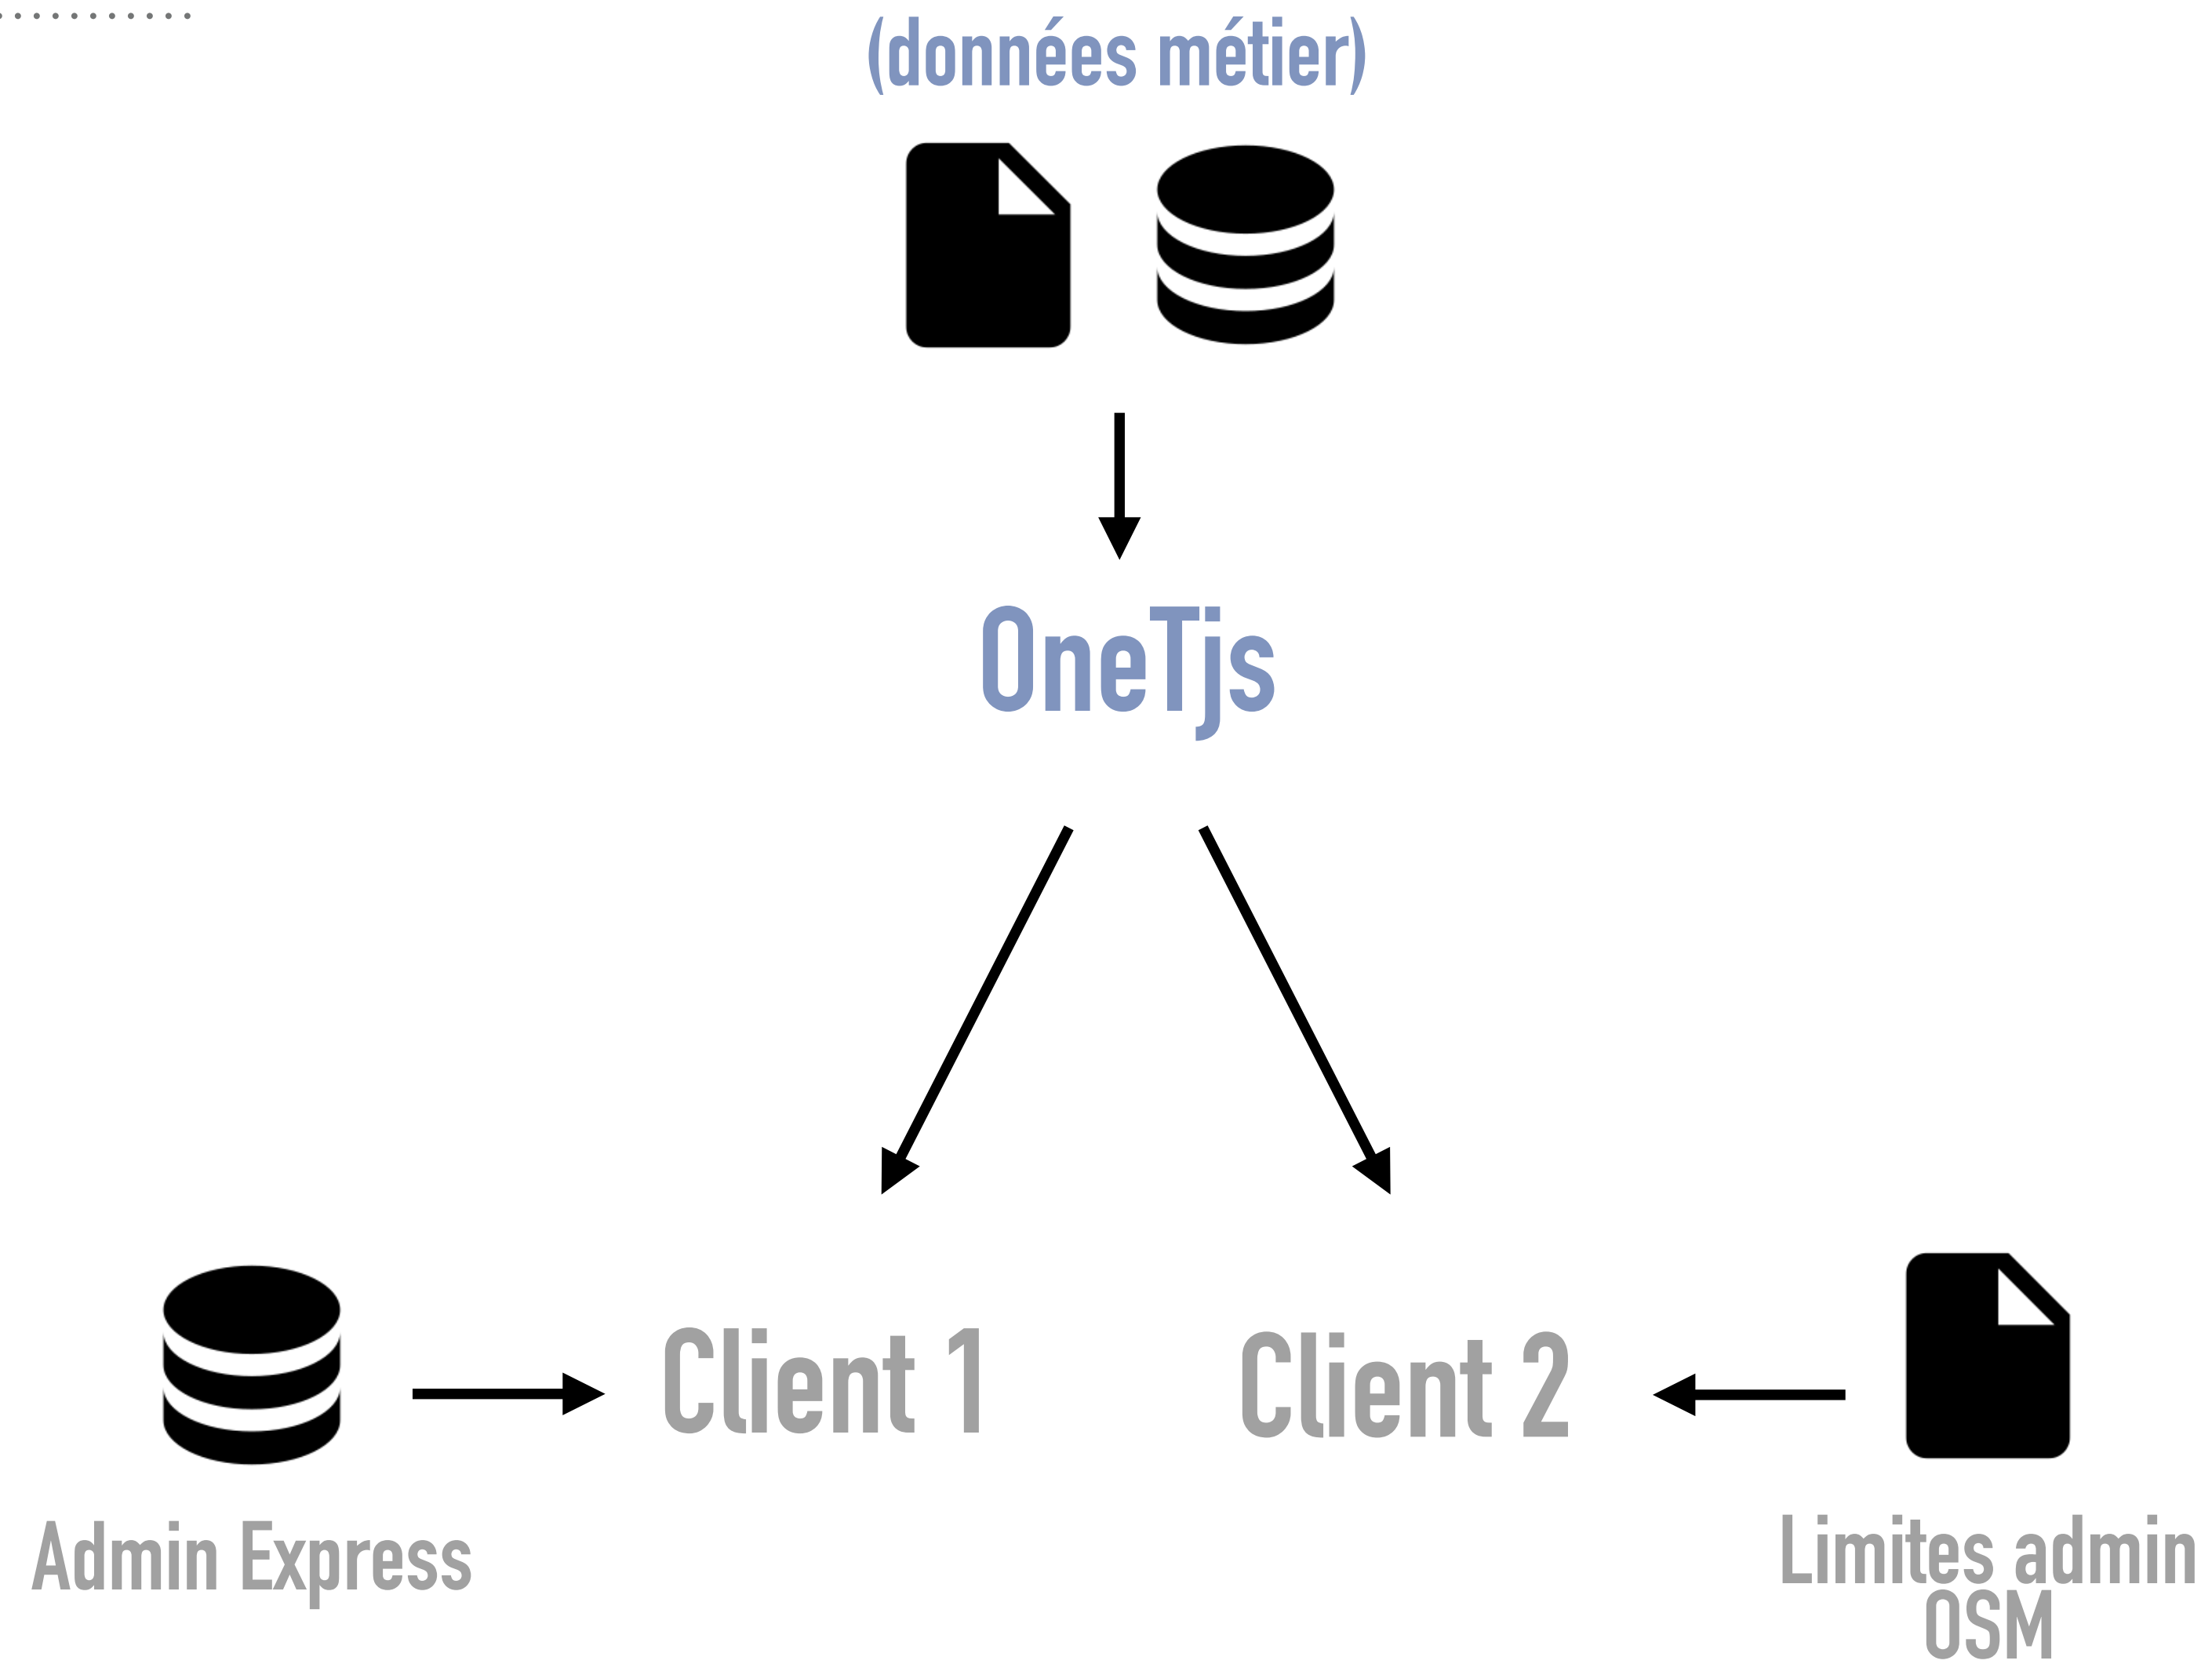 (données métier)
OneTjs
Client 1
Client 2
Admin Express
Limites admin
OSM